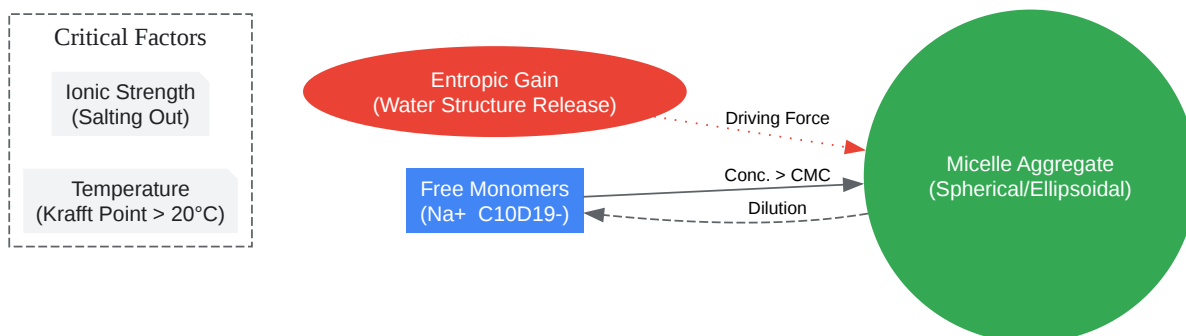 Critical Factors
Ionic Strength
(Salting Out)
Temperature
(Krafft Point > 20°C)
Entropic Gain
(Water Structure Release)
Driving Force
Free Monomers
(Na+ C10D19-)
Conc. > CMC
Dilution
Micelle Aggregate
(Spherical/Ellipsoidal)